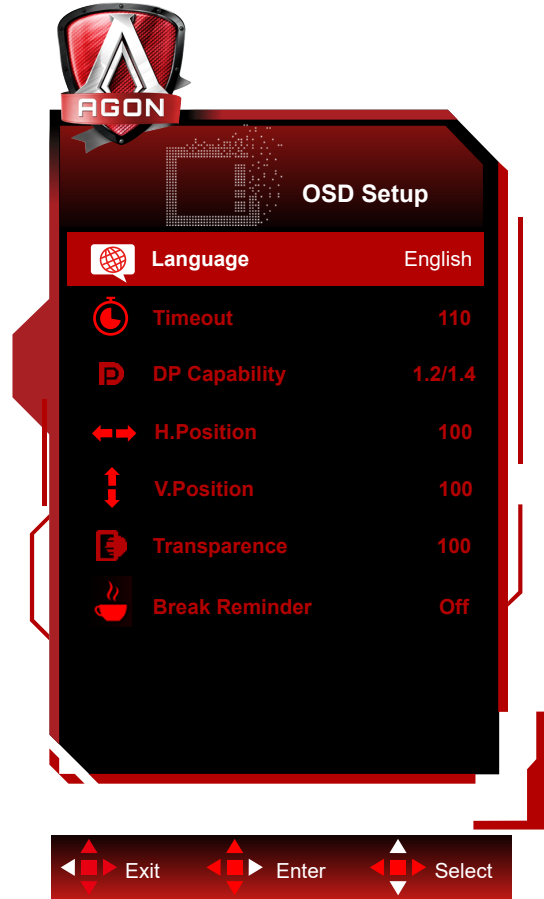 AGON
OSD Setup
Language English
Timeout 110
DP Capability 1.2/1.4
H.Position 100
V.Position 100
Transparence 100
Break Reminder Off
Exit Enter Select